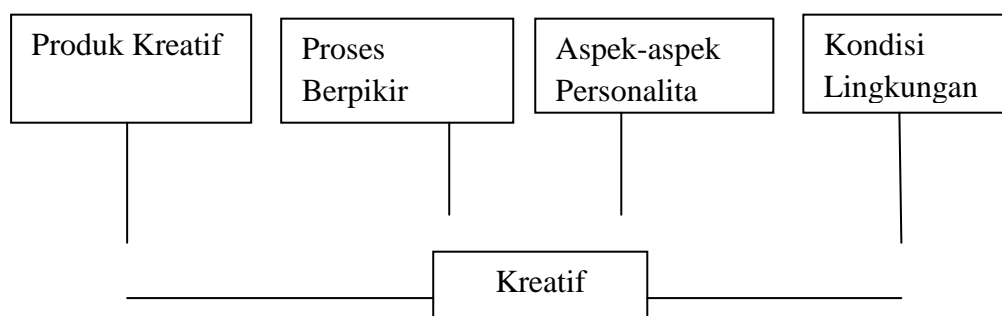 Produk Kreatif
Proses
Berpikir
Aspek-aspek
Personalita
Kondisi
Lingkungan
Kreatif